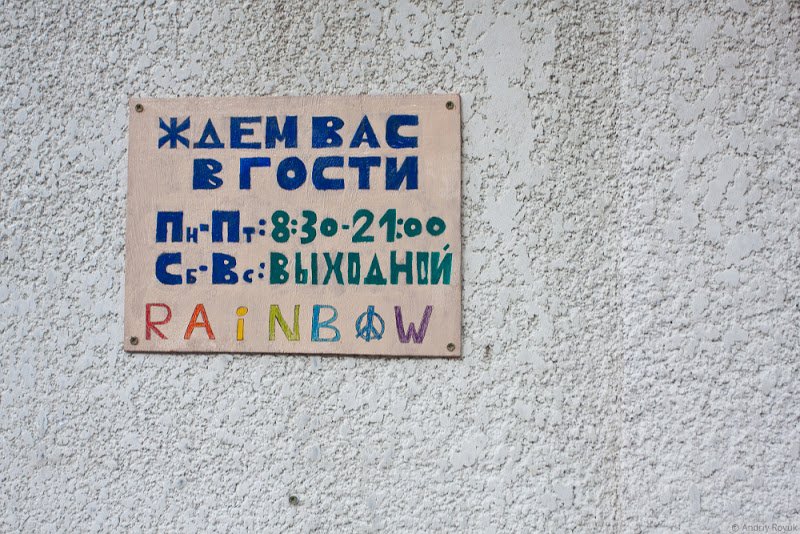 ЖДЕМ ВАС
В ГОСТИ
Пн-Пт: 8:30-21:00
Сб-Вс: ВЫХОДНОЙ
RAiNBOW
© Andriy Royuk